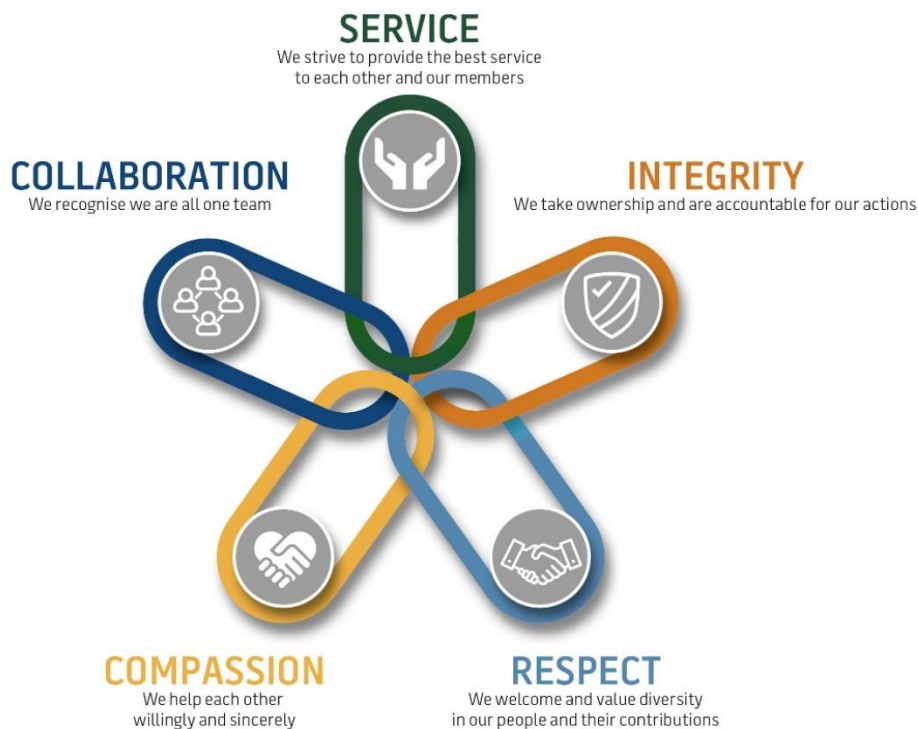 SERVICE
We strive to provide the best service
to each other and our members
COLLABORATION
We recognise we are all one team
INTEGRITY
We take ownership and are accountable for our actions
COMPASSION
We help each other
willingly and sincerely
RESPECT
We welcome and value diversity
in our people and their contributions